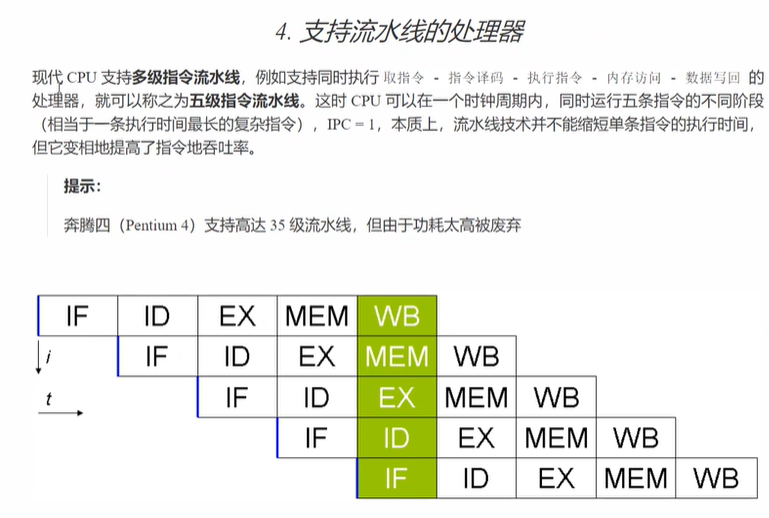 4. 支持流水线的处理器
现代 CPU 支持多级指令流水线，例如支持同时执行 取指令 - 指令译码 - 执行指令 - 内存访问 - 数据写回 的
处理器，就可以称之为五级指令流水线。这时 CPU 可以在一个时钟周期内，同时运行五条指令的不同阶段
（相当于一条执行时间最长的复杂指令），IPC = 1，本质上，流水线技术并不能缩短单条指令的执行时间，
但它变相地提高了指令地吞吐率。
提示：
奔腾四（Pentium 4）支持高达 35 级流水线，但由于功耗太高被废弃
IF ID EX MEM WB
i IF ID EX MEM WB
t IF ID EX MEM WB
IF ID EX MEM WB
IF ID EX MEM WB